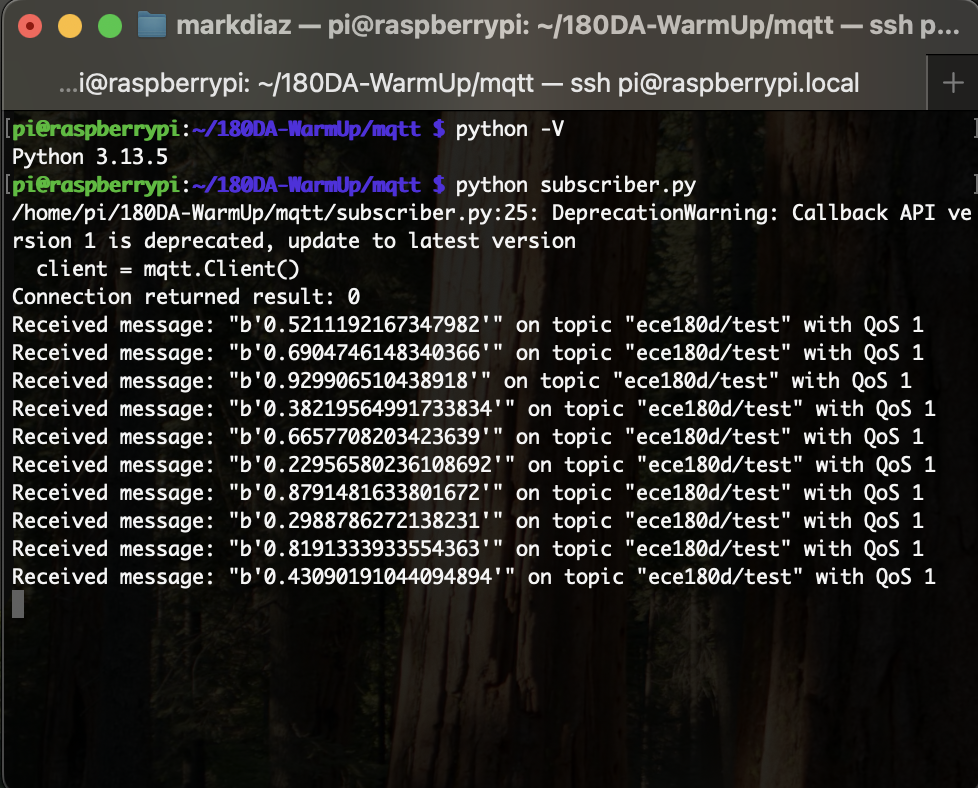 markdiaz — pi@raspberrypi: ~/180DA-WarmUp/mqtt — ssh p...
...i@raspberrypi: ~/180DA-WarmUp/mqtt — ssh pi@raspberrypi.local
+
[pi@raspberrypi:~/180DA-WarmUp/mqtt $ python -V ]
Python 3.13.5
[pi@raspberrypi:~/180DA-WarmUp/mqtt $ python subscriber.py ]
/home/pi/180DA-WarmUp/mqtt/subscriber.py:25: DeprecationWarning: Callback API ve
rsion 1 is deprecated, update to latest version
  client = mqtt.Client()
Connection returned result: 0
Received message: "b'0.5211192167347982'" on topic "ece180d/test" with QoS 1
Received message: "b'0.6904746148340366'" on topic "ece180d/test" with QoS 1
Received message: "b'0.929906510438918'" on topic "ece180d/test" with QoS 1
Received message: "b'0.38219564991733834'" on topic "ece180d/test" with QoS 1
Received message: "b'0.6657708203423639'" on topic "ece180d/test" with QoS 1
Received message: "b'0.22956580236108692'" on topic "ece180d/test" with QoS 1
Received message: "b'0.8791481633801672'" on topic "ece180d/test" with QoS 1
Received message: "b'0.2988786272138231'" on topic "ece180d/test" with QoS 1
Received message: "b'0.8191333933554363'" on topic "ece180d/test" with QoS 1
Received message: "b'0.43090191044094894'" on topic "ece180d/test" with QoS 1